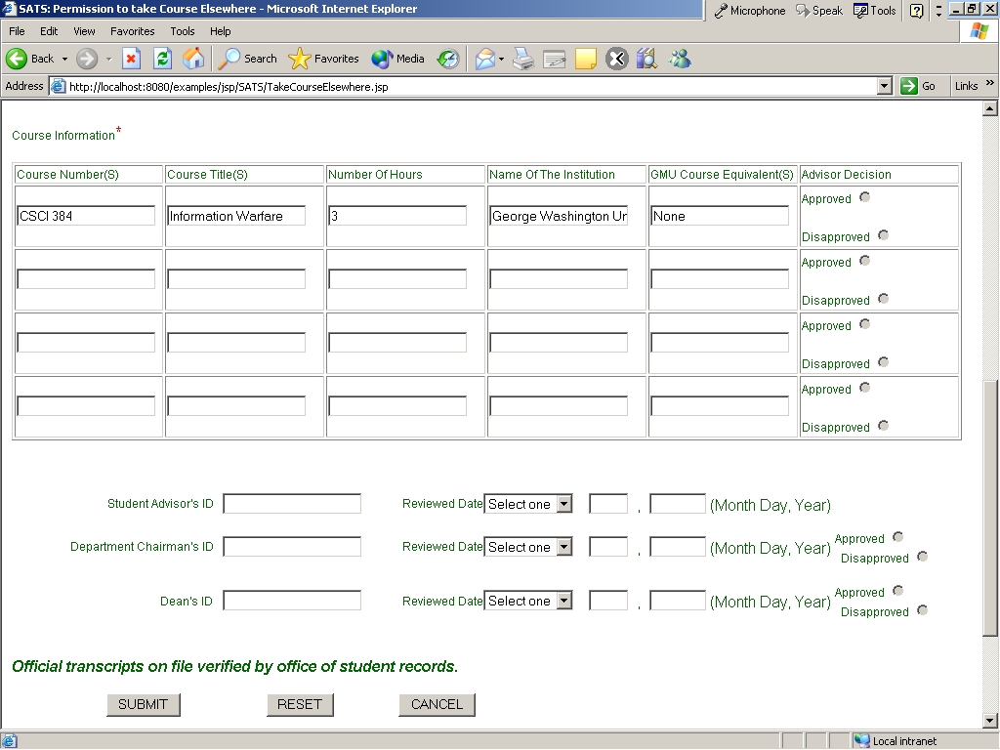 SATS: Permission to take Course Elsewhere - Microsoft Internet Explorer
Microphone Speak Tools
File Edit View Favorites Tools Help
Back Search Favorites Media
Address http://localhost:8080/examples/jsp/SATS/TakeCourseElsewhere.jsp Go Links »
Course Information*
Course Number(S) Course Title(S) Number Of Hours Name Of The Institution GMU Course Equivalent(S) Advisor Decision
Approved
CSCI 384 Information Warfare 3 George Washington Un None
Disapproved
Approved
Disapproved
Approved
Disapproved
Approved
Disapproved
Student Advisor's ID Reviewed Date Select one , (Month Day, Year)
Approved
Department Chairman's ID Reviewed Date Select one , (Month Day, Year)
Disapproved
Approved
Dean's ID Reviewed Date Select one , (Month Day, Year)
Disapproved
Official transcripts on file verified by office of student records.
SUBMIT RESET CANCEL
Local intranet